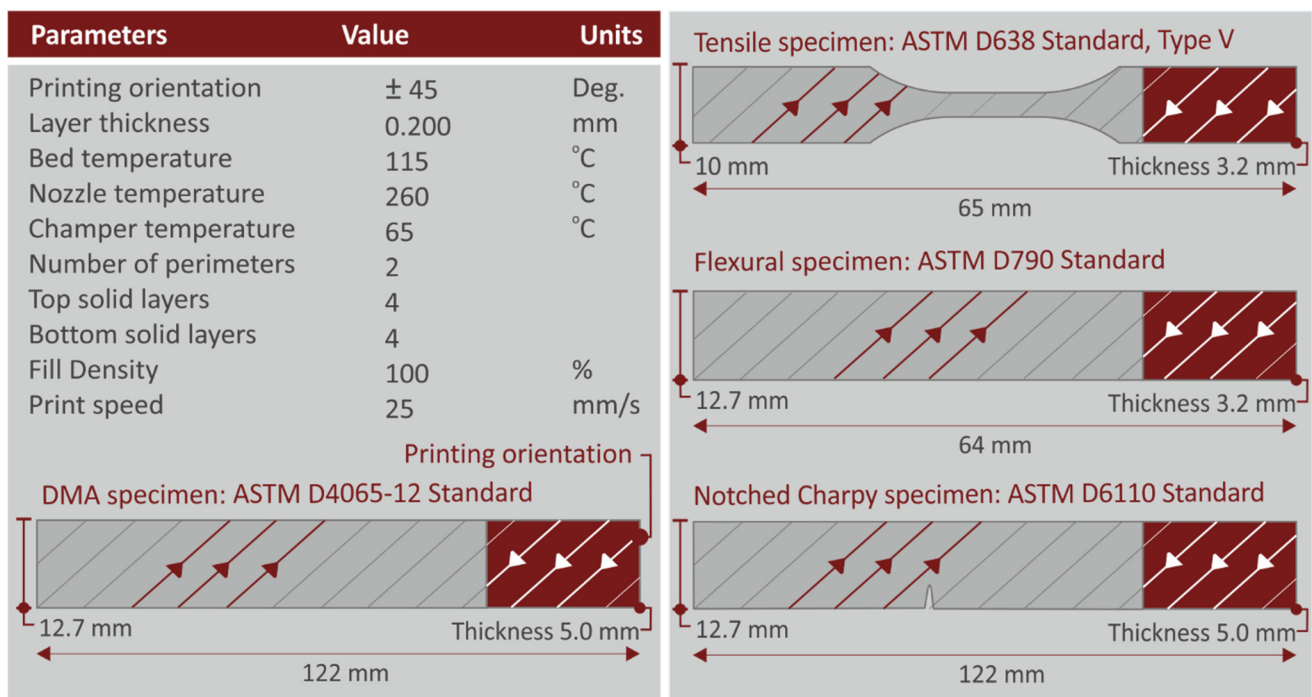 Parameters Value Units
Printing orientation ± 45 Deg.
Layer thickness 0.200 mm
Bed temperature 115 °C
Nozzle temperature 260 °C
Champer temperature 65 °C
Number of perimeters 2
Top solid layers 4
Bottom solid layers 4
Fill Density 100 %
Print speed 25 mm/s
Printing orientation
DMA specimen: ASTM D4065-12 Standard
12.7 mm
Thickness 5.0 mm
122 mm
Tensile specimen: ASTM D638 Standard, Type V
10 mm
Thickness 3.2 mm
65 mm
Flexural specimen: ASTM D790 Standard
12.7 mm
Thickness 3.2 mm
64 mm
Notched Charpy specimen: ASTM D6110 Standard
12.7 mm
Thickness 5.0 mm
122 mm